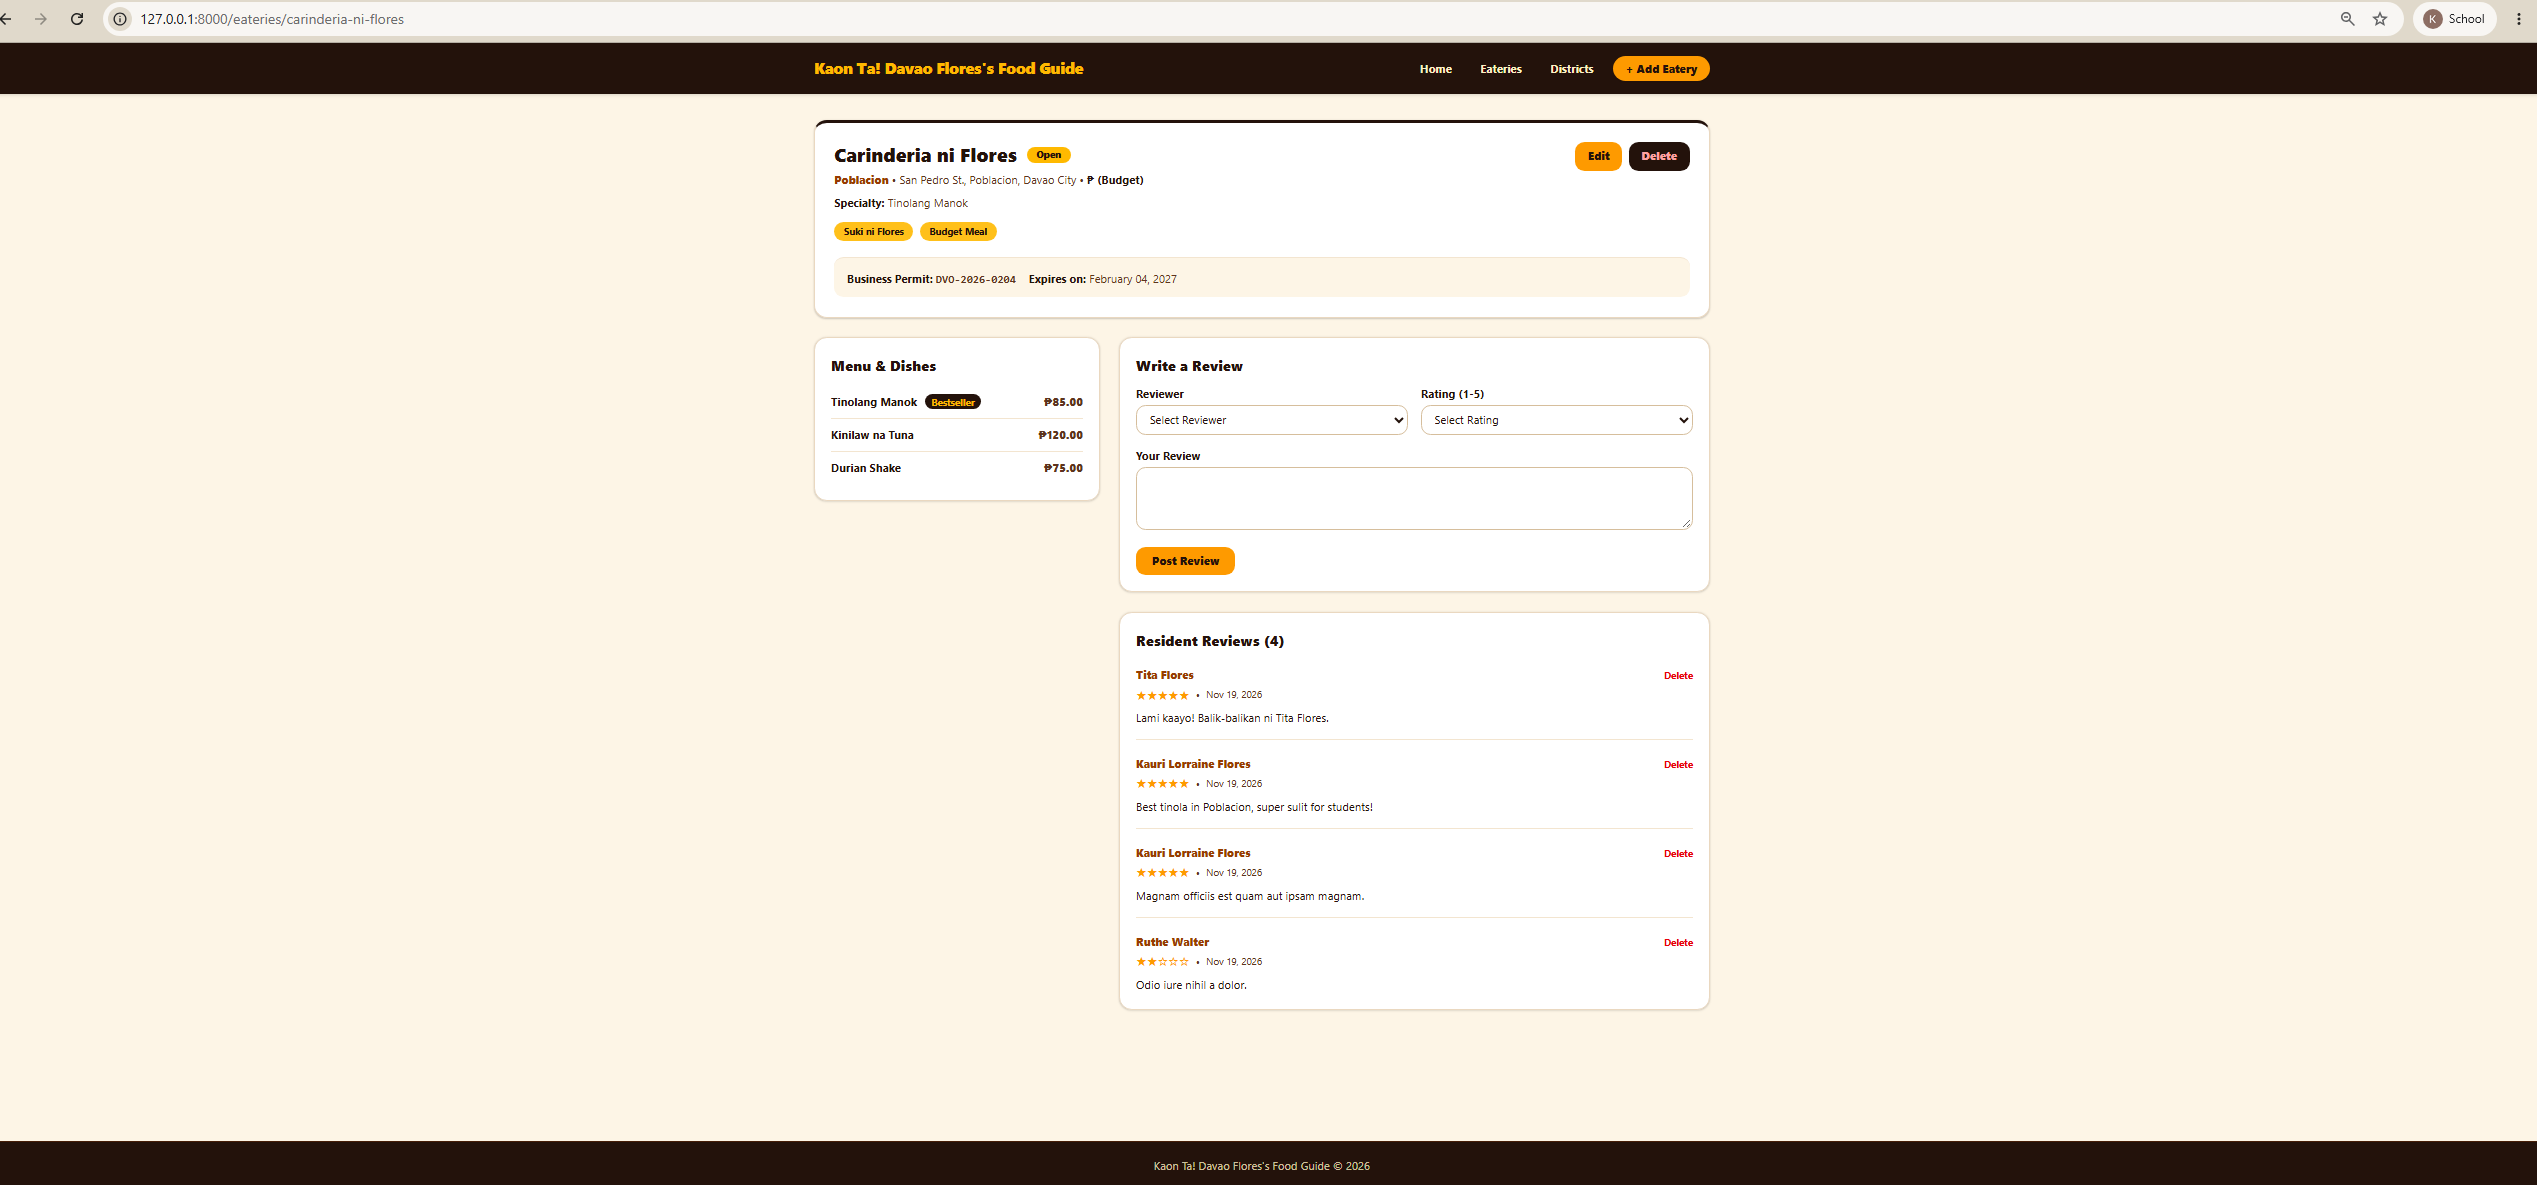 127.0.0.1:8000/eateries/carinderia-ni-flores
K School
Kaon Ta! Davao Flores's Food Guide
Home Eateries Districts + Add Eatery
Carinderia ni Flores Open
Edit Delete
Poblacion • San Pedro St., Poblacion, Davao City • ₱ (Budget)
Specialty: Tinolang Manok
Suki ni Flores Budget Meal
Business Permit: DVO-2026-0204 Expires on: February 04, 2027
Menu & Dishes
Tinolang Manok Bestseller ₱85.00
Kinilaw na Tuna ₱120.00
Durian Shake ₱75.00
Write a Review
Reviewer Rating (1-5)
Select Reviewer Select Rating
Your Review
Post Review
Resident Reviews (4)
Tita Flores Delete
★★★★★ • Nov 19, 2026
Lami kaayo! Balik-balikan ni Tita Flores.
Kauri Lorraine Flores Delete
★★★★★ • Nov 19, 2026
Best tinola in Poblacion, super sulit for students!
Kauri Lorraine Flores Delete
★★★★★ • Nov 19, 2026
Magnam officiis est quam aut ipsam magnam.
Ruthe Walter Delete
★★☆☆☆ • Nov 19, 2026
Odio iure nihil a dolor.
Kaon Ta! Davao Flores's Food Guide © 2026